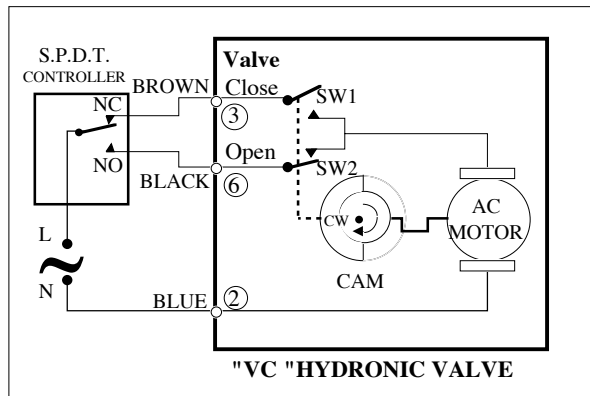 S.P.D.T.
CONTROLLER
NC
NO
L
N
BROWN
BLACK
BLUE
Valve
Close
3
SW1
Open
6
SW2
CW
CAM
AC
MOTOR
2
"VC "HYDRONIC VALVE